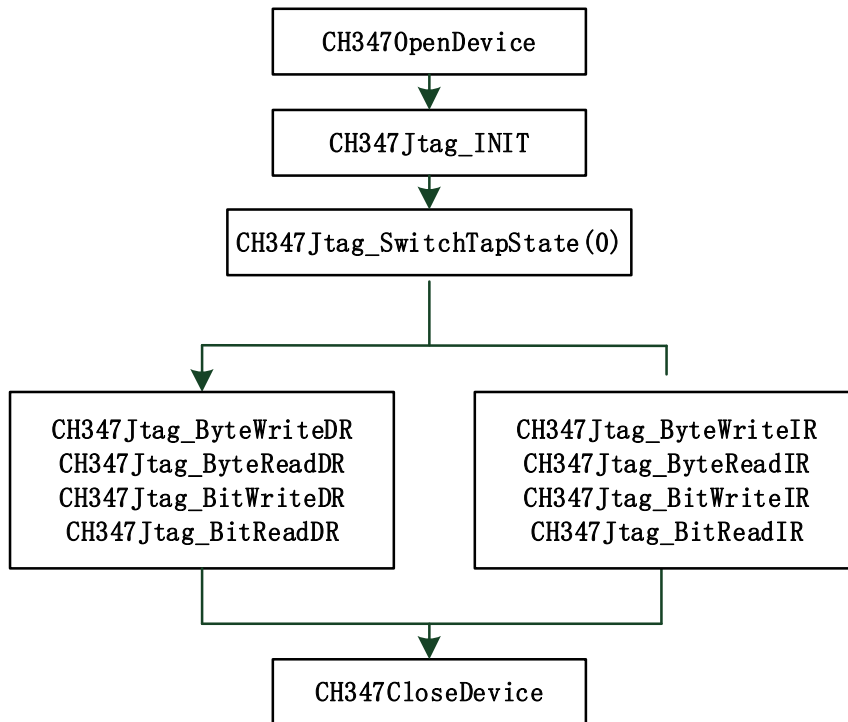 CH347OpenDevice
CH347Jtag_INIT
CH347Jtag_SwitchTapState(0)
CH347Jtag_ByteWriteDR
CH347Jtag_ByteReadDR
CH347Jtag_BitWriteDR
CH347Jtag_BitReadDR
CH347Jtag_ByteWriteIR
CH347Jtag_ByteReadIR
CH347Jtag_BitWriteIR
CH347Jtag_BitReadIR
CH347CloseDevice